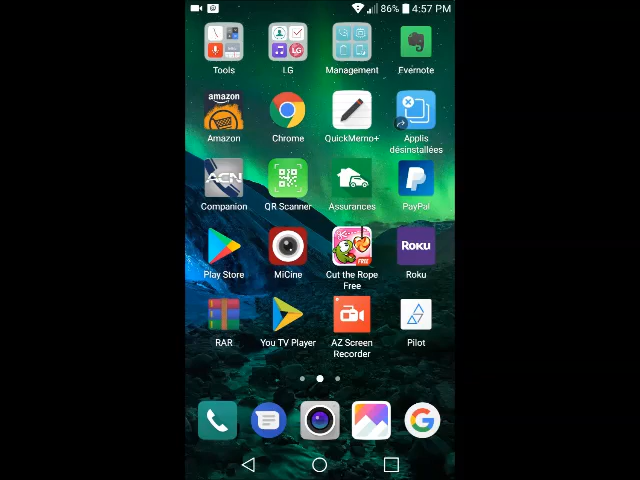 86% 4:57 PM
Tools LG Management Evernote
amazon
Amazon Chrome QuickMemo+ Applis désinstallées
ACN
Companion QR Scanner Assurances PayPal
Roku
Play Store MiCine Cut the Rope Free Roku
RAR You TV Player AZ Screen Recorder Pilot